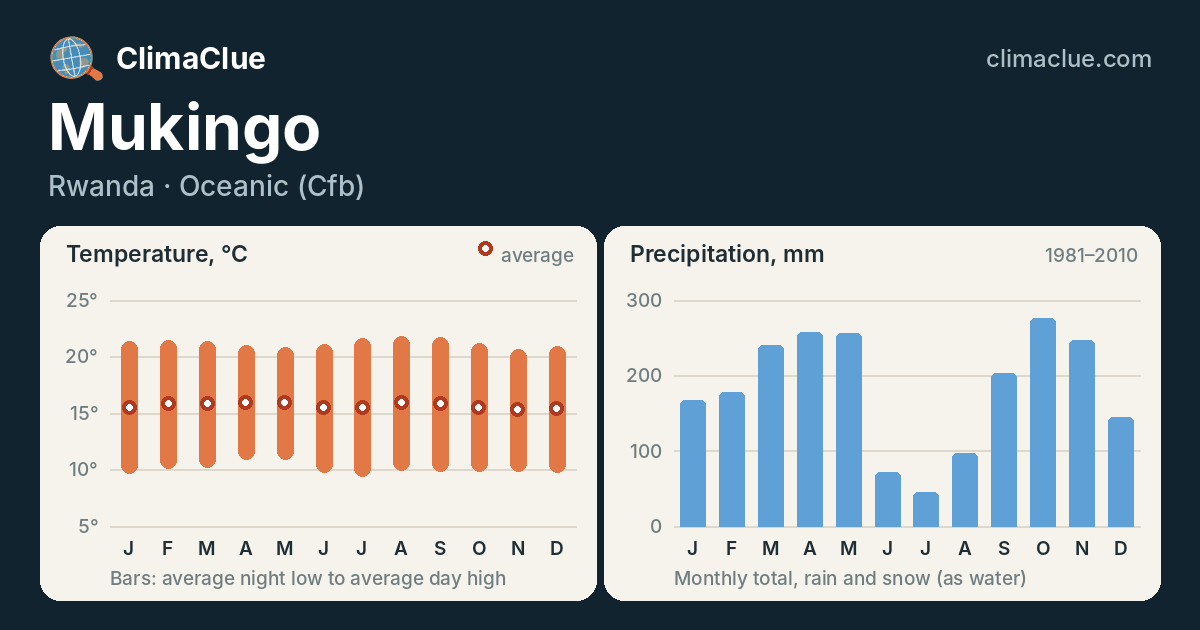 ClimaClue
climaclue.com
Mukingo
Rwanda · Oceanic (Cfb)
Temperature, °C
average
25°
20°
15°
10°
5°
J F M A M J J A S O N D
Bars: average night low to average day high
Precipitation, mm
1981–2010
300
200
100
0
J F M A M J J A S O N D
Monthly total, rain and snow (as water)